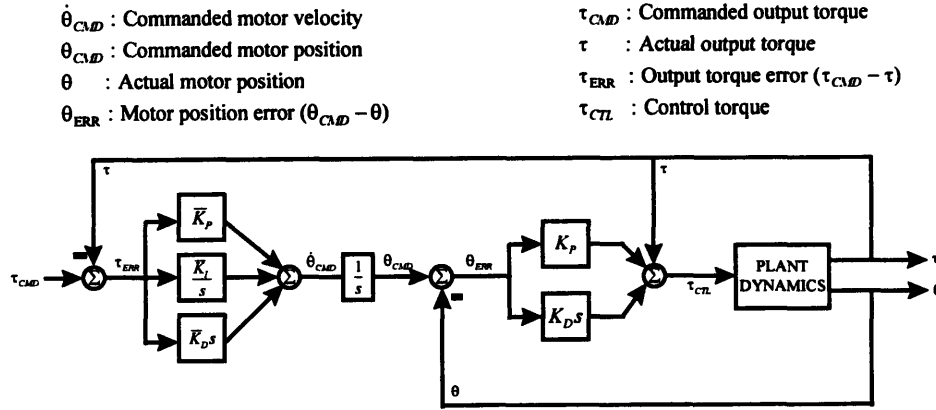 θ̇_CMD : Commanded motor velocity
θ_CMD : Commanded motor position
θ : Actual motor position
θ_ERR : Motor position error (θ_CMD − θ)
τ_CMD : Commanded output torque
τ : Actual output torque
τ_ERR : Output torque error (τ_CMD − τ)
τ_CTL : Control torque
τ
τ
K̅_P
K_P
τ_CMD
Σ
τ_ERR
K̅_I/s
Σ
θ̇_CMD
1/s
θ_CMD
Σ
θ_ERR
Σ
τ_CTL
PLANT
DYNAMICS
τ
K̅_D s
K_D s
θ